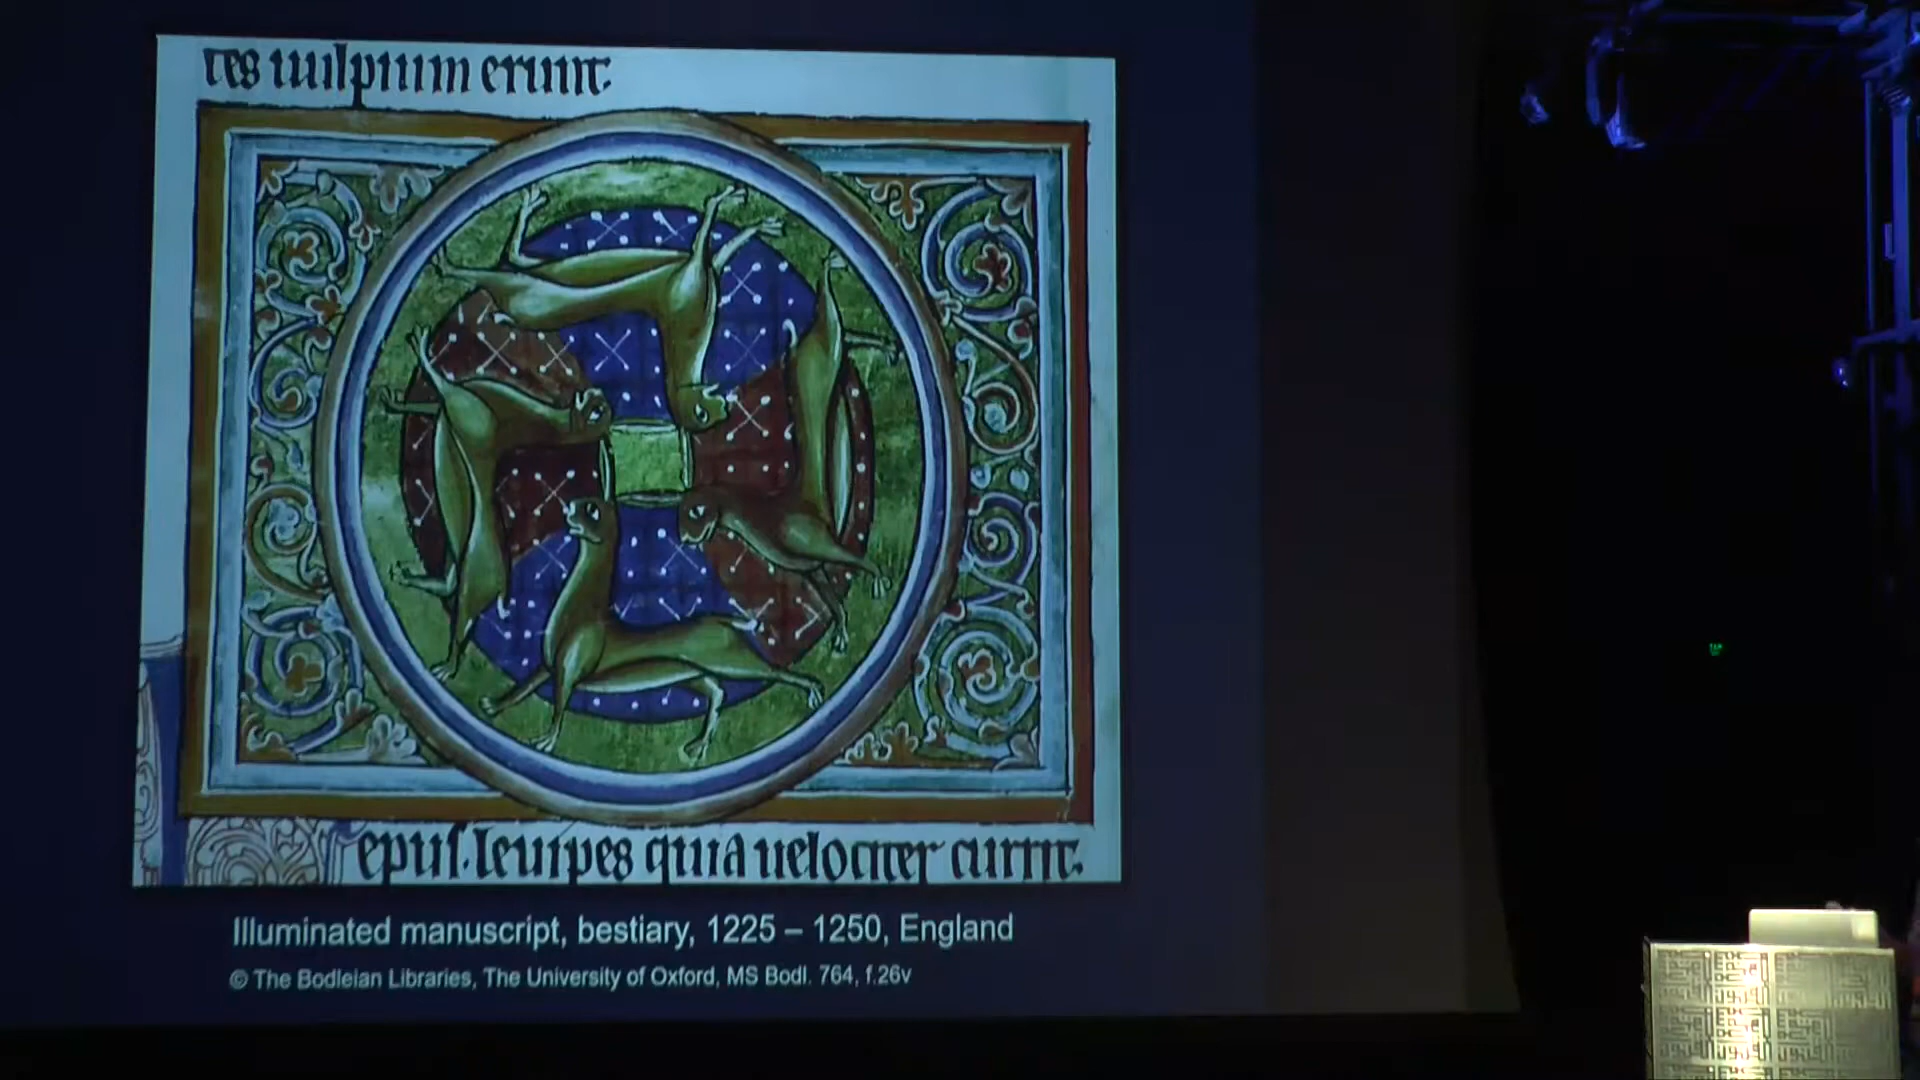 tes uulpium erunt.
epus. leuipes quia uelociter currit.
Illuminated manuscript, bestiary, 1225 – 1250, England
© The Bodleian Libraries, The University of Oxford, MS Bodl. 764, f.26v